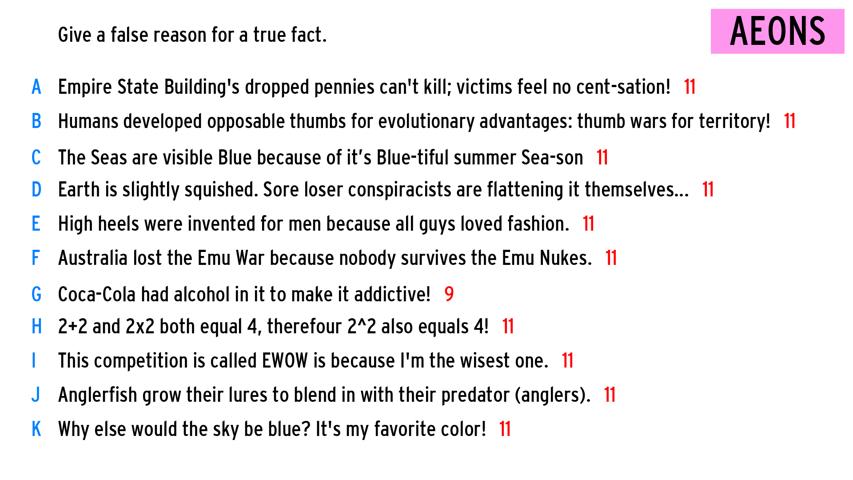 Give a false reason for a true fact.
AEONS
A Empire State Building's dropped pennies can't kill; victims feel no cent-sation! 11
B Humans developed opposable thumbs for evolutionary advantages: thumb wars for territory! 11
C The Seas are visible Blue because of it’s Blue-tiful summer Sea-son 11
D Earth is slightly squished. Sore loser conspiracists are flattening it themselves... 11
E High heels were invented for men because all guys loved fashion. 11
F Australia lost the Emu War because nobody survives the Emu Nukes. 11
G Coca-Cola had alcohol in it to make it addictive! 9
H 2+2 and 2x2 both equal 4, therefour 2^2 also equals 4! 11
I This competition is called EWOW is because I'm the wisest one. 11
J Anglerfish grow their lures to blend in with their predator (anglers). 11
K Why else would the sky be blue? It's my favorite color! 11